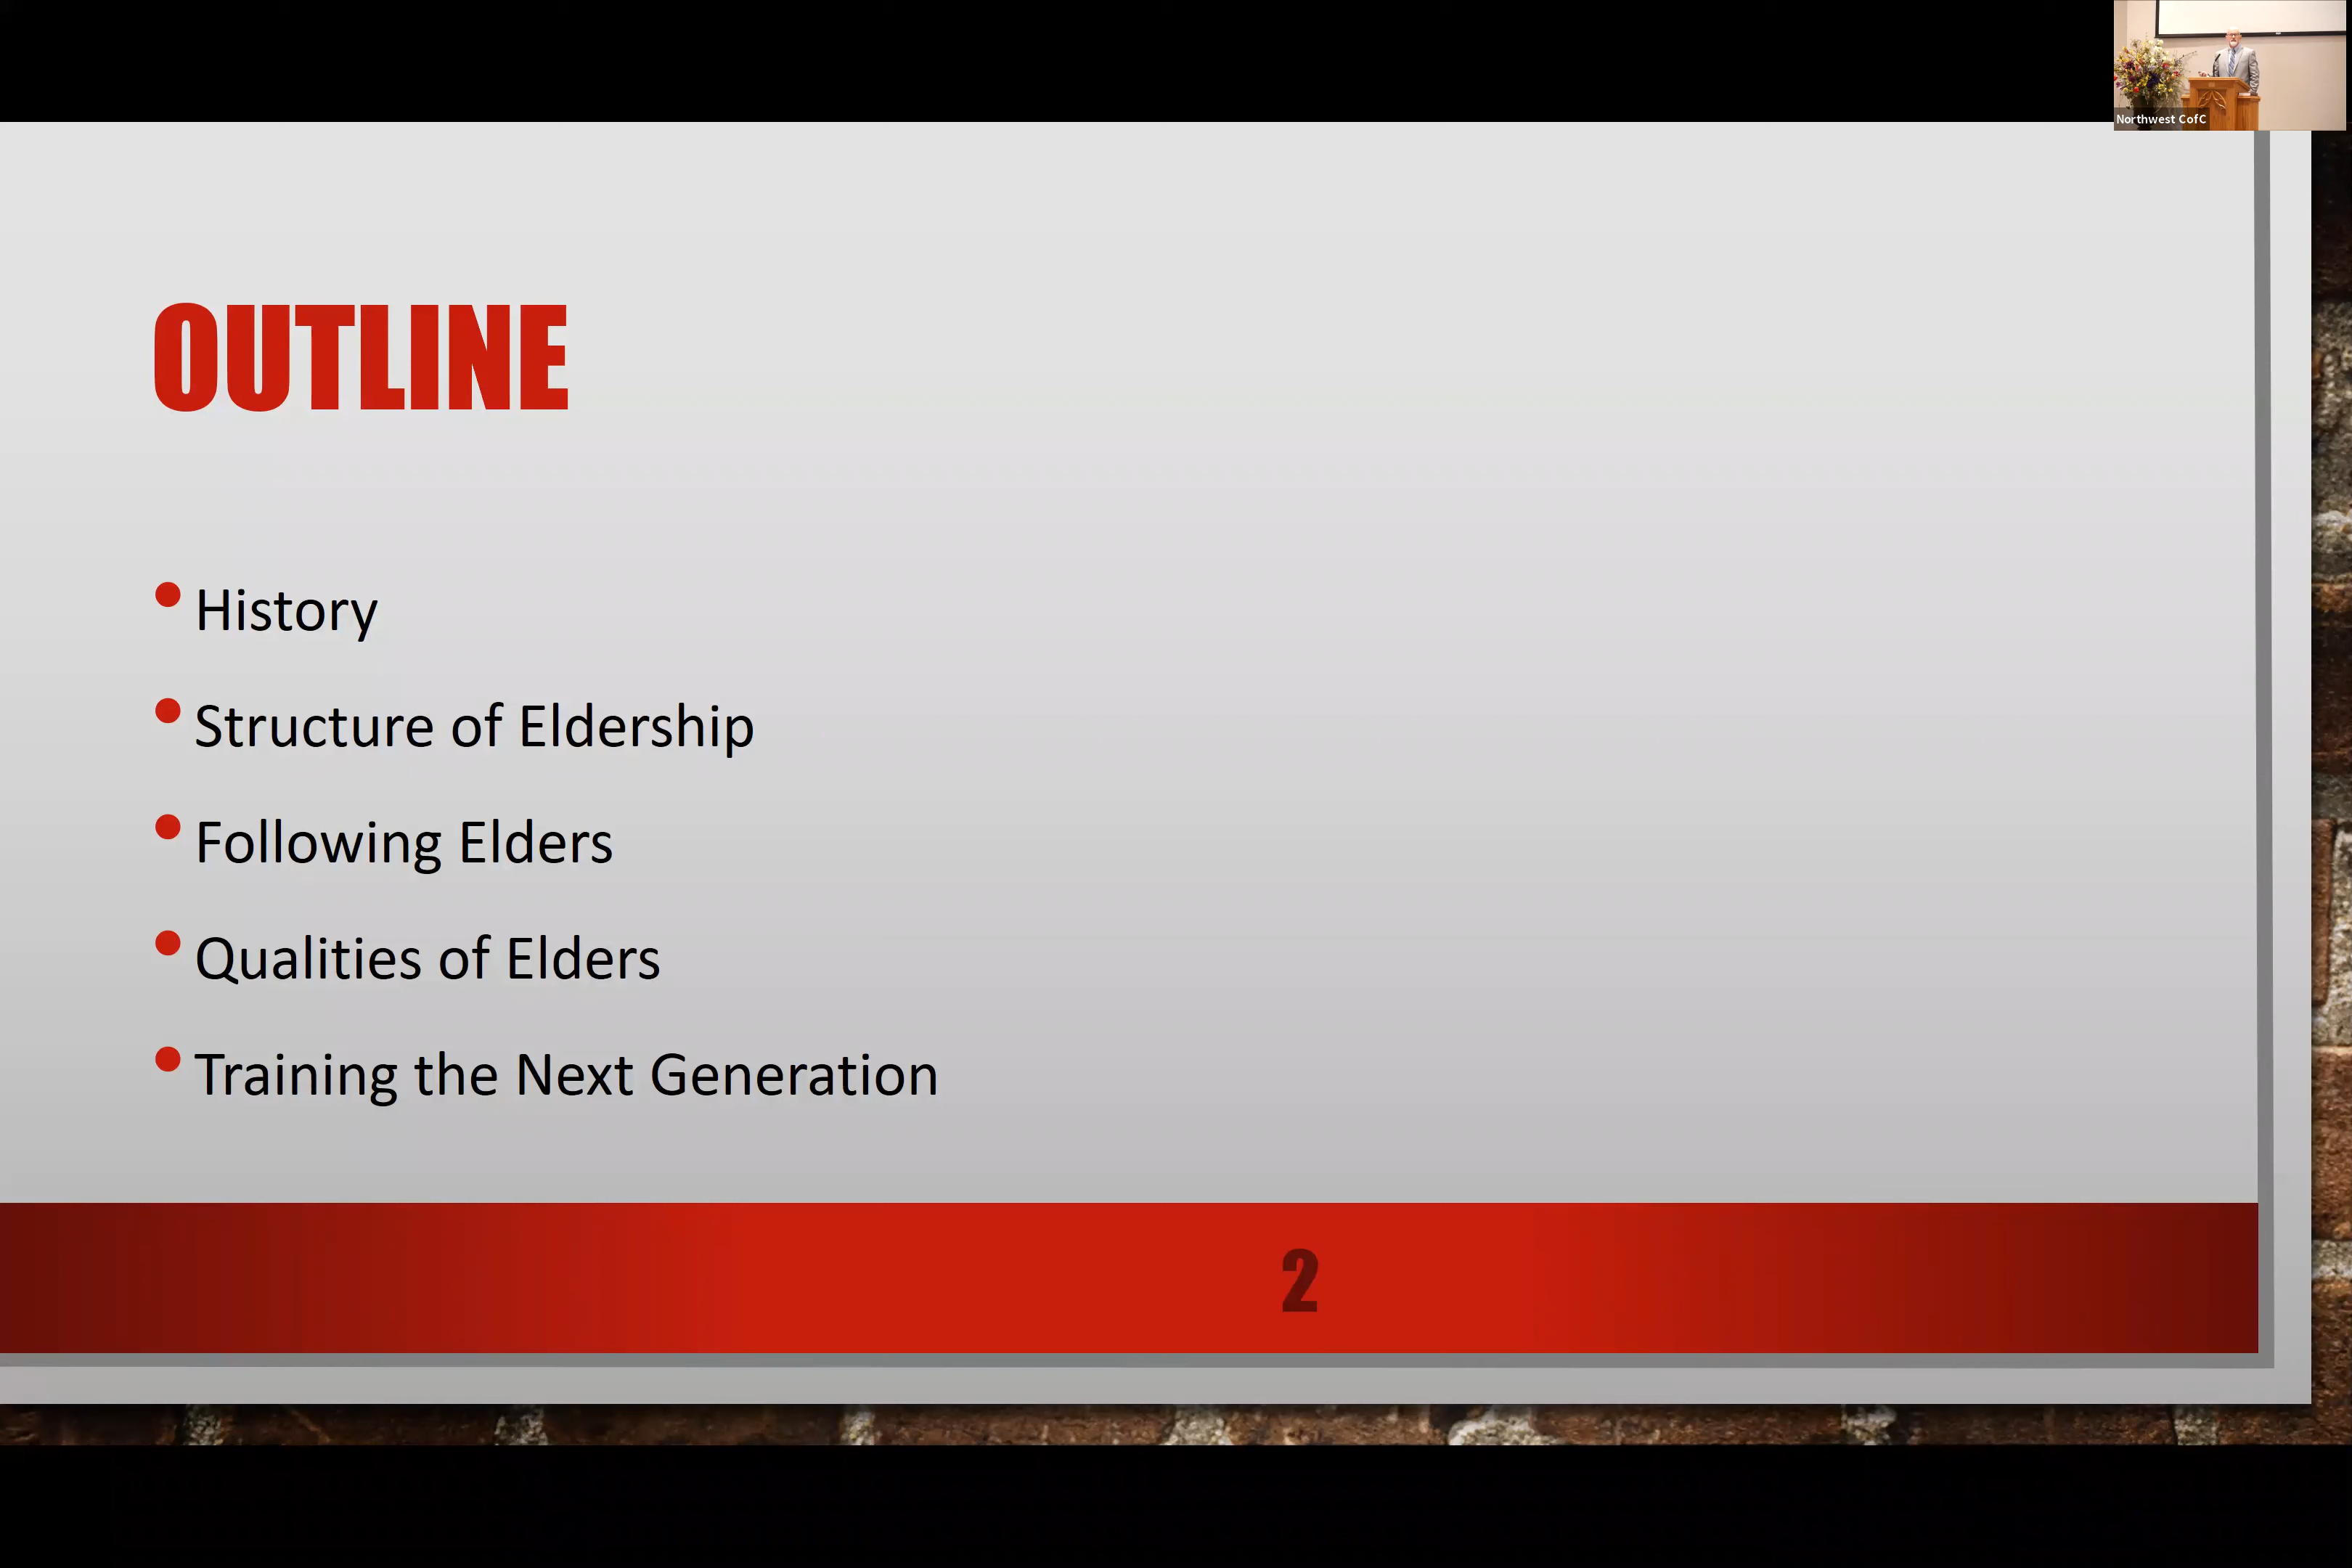 Northwest CofC
OUTLINE
History
Structure of Eldership
Following Elders
Qualities of Elders
Training the Next Generation
2